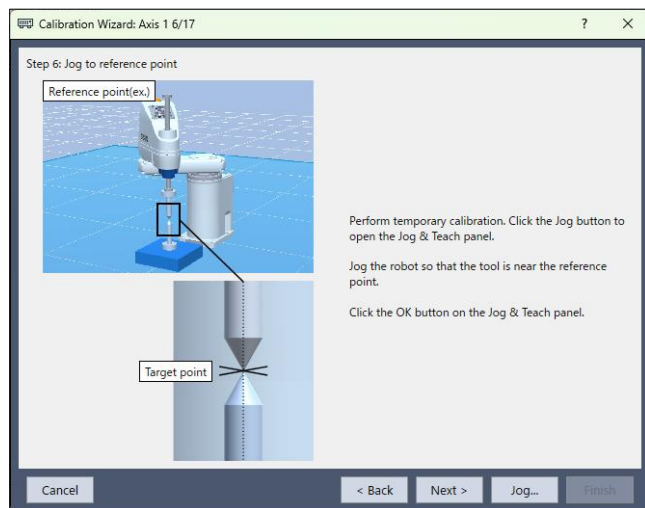 Calibration Wizard: Axis 1 6/17
?
Step 6: Jog to reference point
Reference point(ex.)
Target point
Perform temporary calibration. Click the Jog button to
open the Jog & Teach panel.
Jog the robot so that the tool is near the reference
point.
Click the OK button on the Jog & Teach panel.
Cancel
< Back
Next >
Jog...
Finish